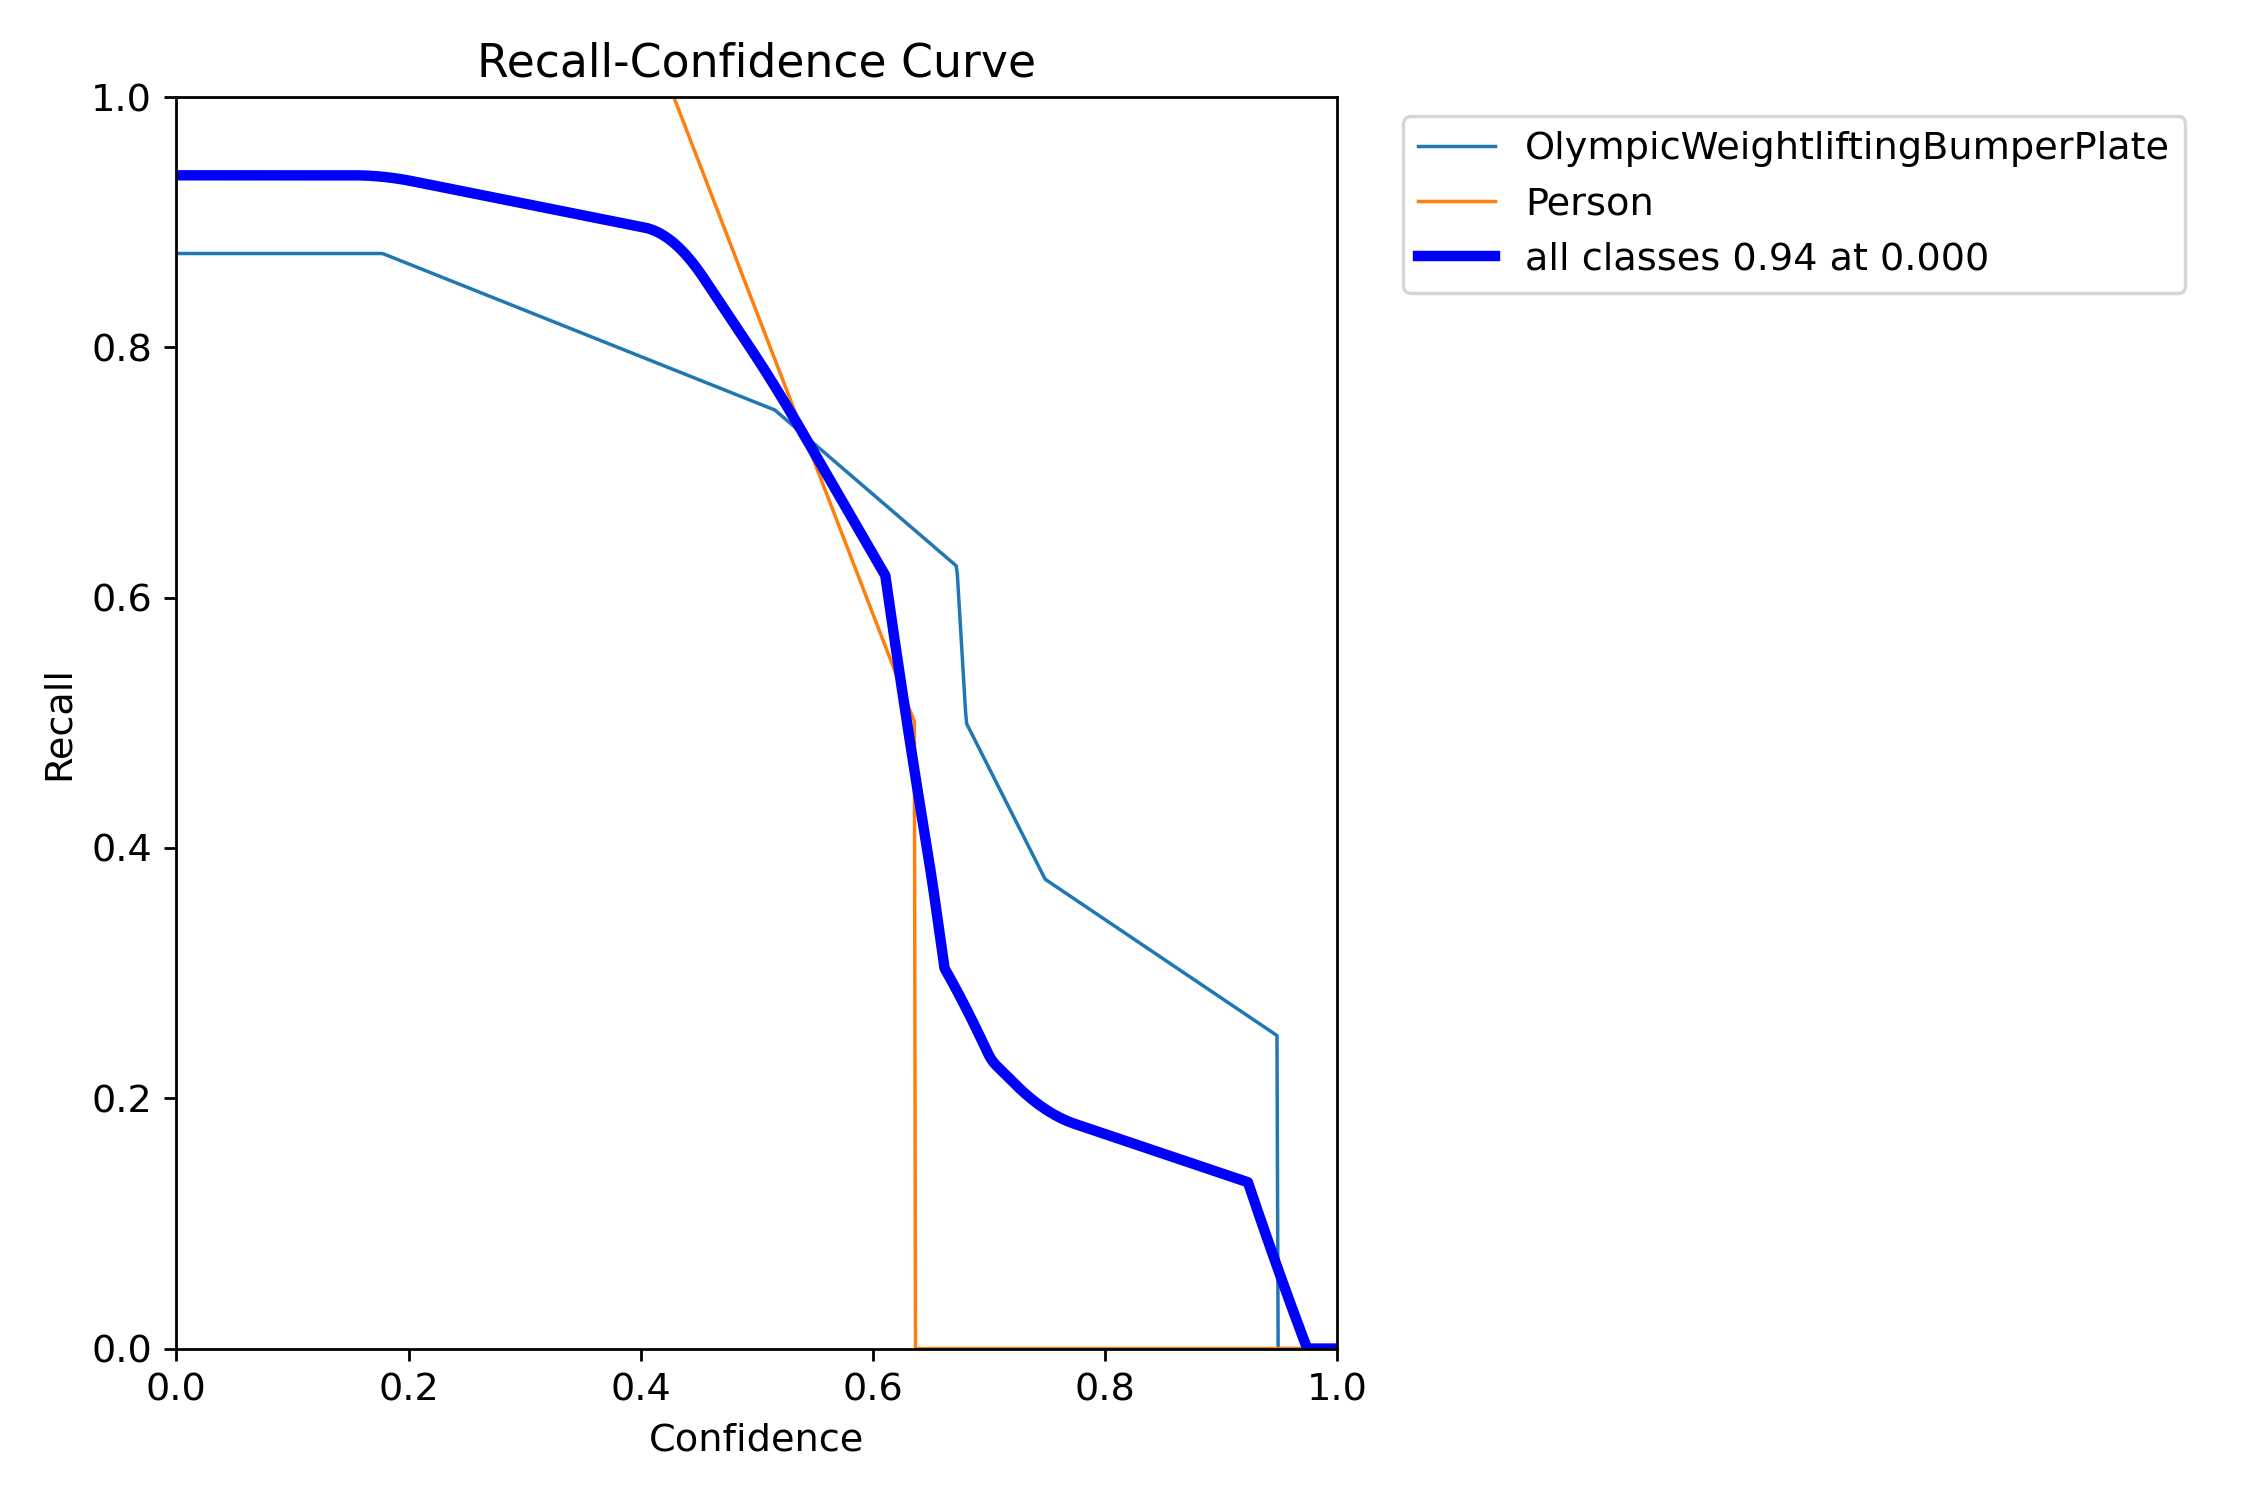 Recall-Confidence Curve
1.0
0.8
0.6
0.4
0.2
0.0
Recall
0.0 0.2 0.4 0.6 0.8 1.0
Confidence
OlympicWeightliftingBumperPlate
Person
all classes 0.94 at 0.000